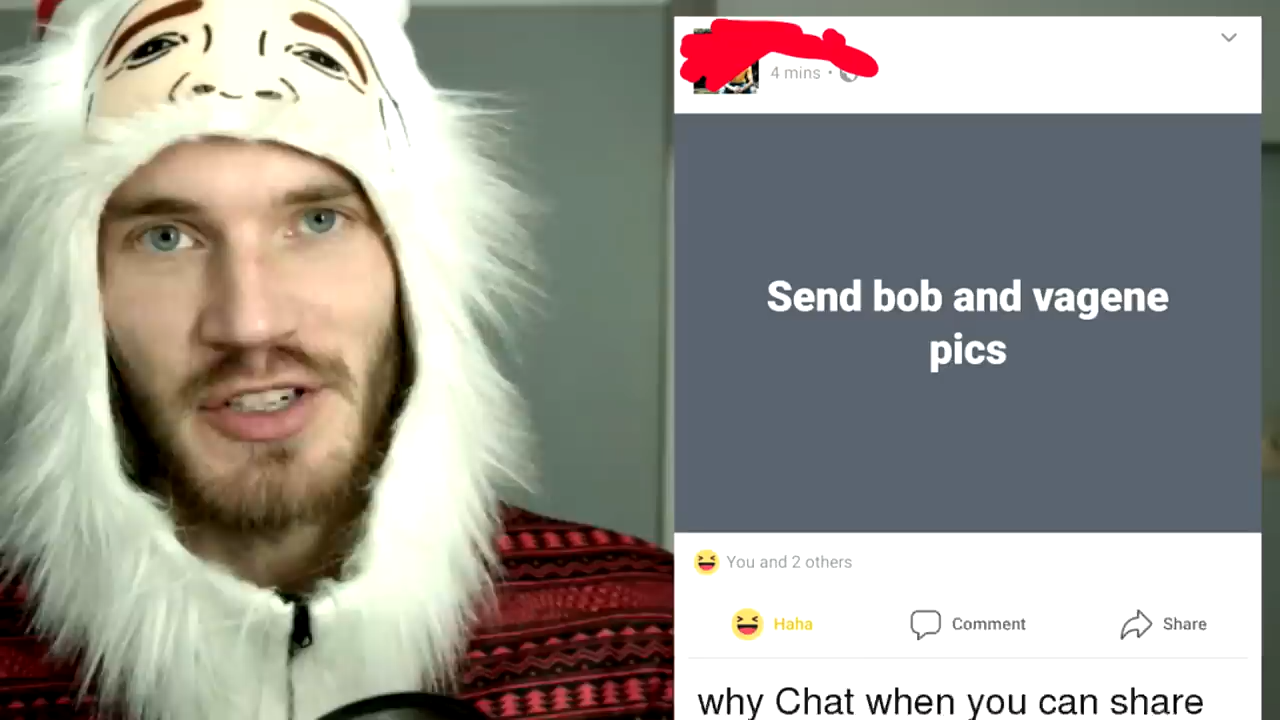 4 mins ·
Send bob and vagene
pics
You and 2 others
Haha
Comment
Share
why Chat when you can share